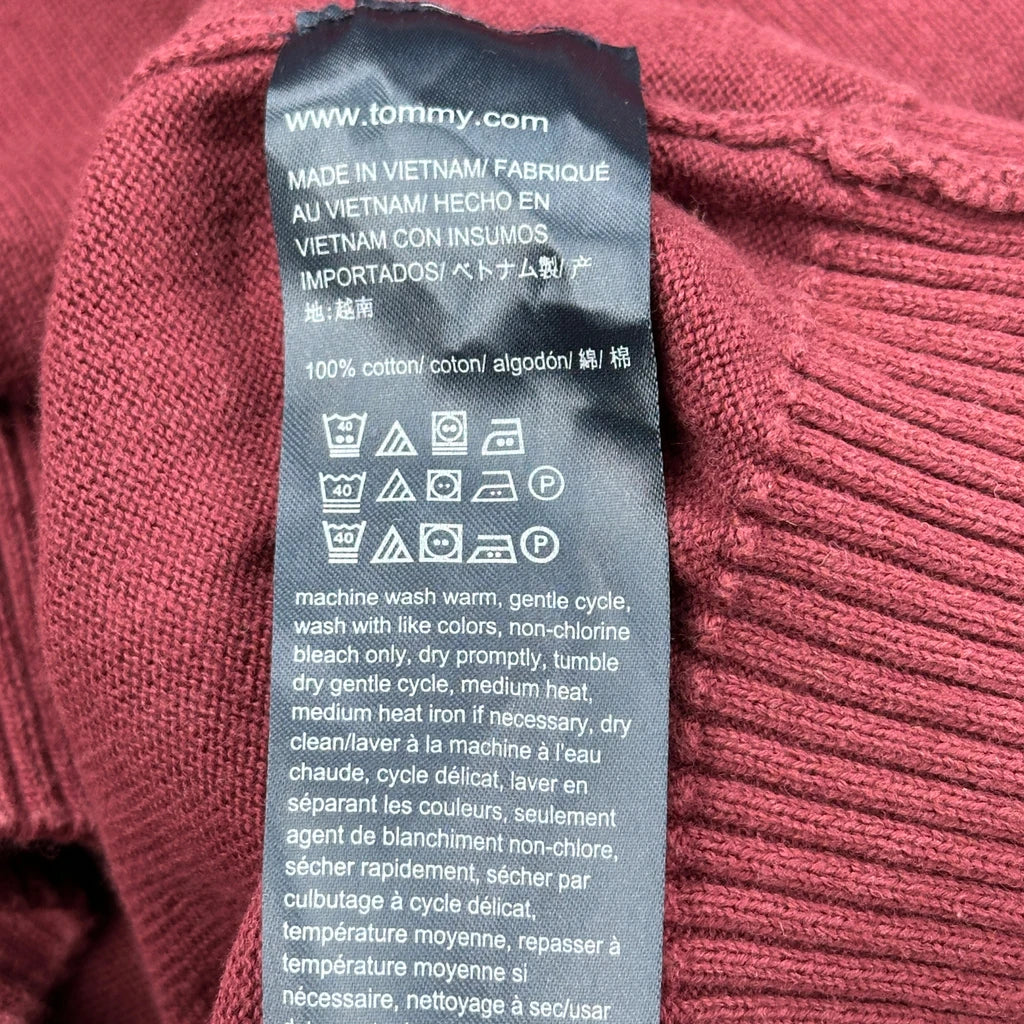 www.tommy.com
MADE IN VIETNAM/ FABRIQUÉ
AU VIETNAM/ HECHO EN
VIETNAM CON INSUMOS
IMPORTADOS/ ベトナム製/ 产
地:越南
100% cotton/ coton/ algodón/ 綿/ 棉
40
40 P
40 P
machine wash warm, gentle cycle,
wash with like colors, non-chlorine
bleach only, dry promptly, tumble
dry gentle cycle, medium heat,
medium heat iron if necessary, dry
clean/laver à la machine à l'eau
chaude, cycle délicat, laver en
séparant les couleurs, seulement
agent de blanchiment non-chlore,
sécher rapidement, sécher par
culbutage à cycle délicat,
température moyenne, repasser à
température moyenne si
nécessaire, nettoyage à sec/usar